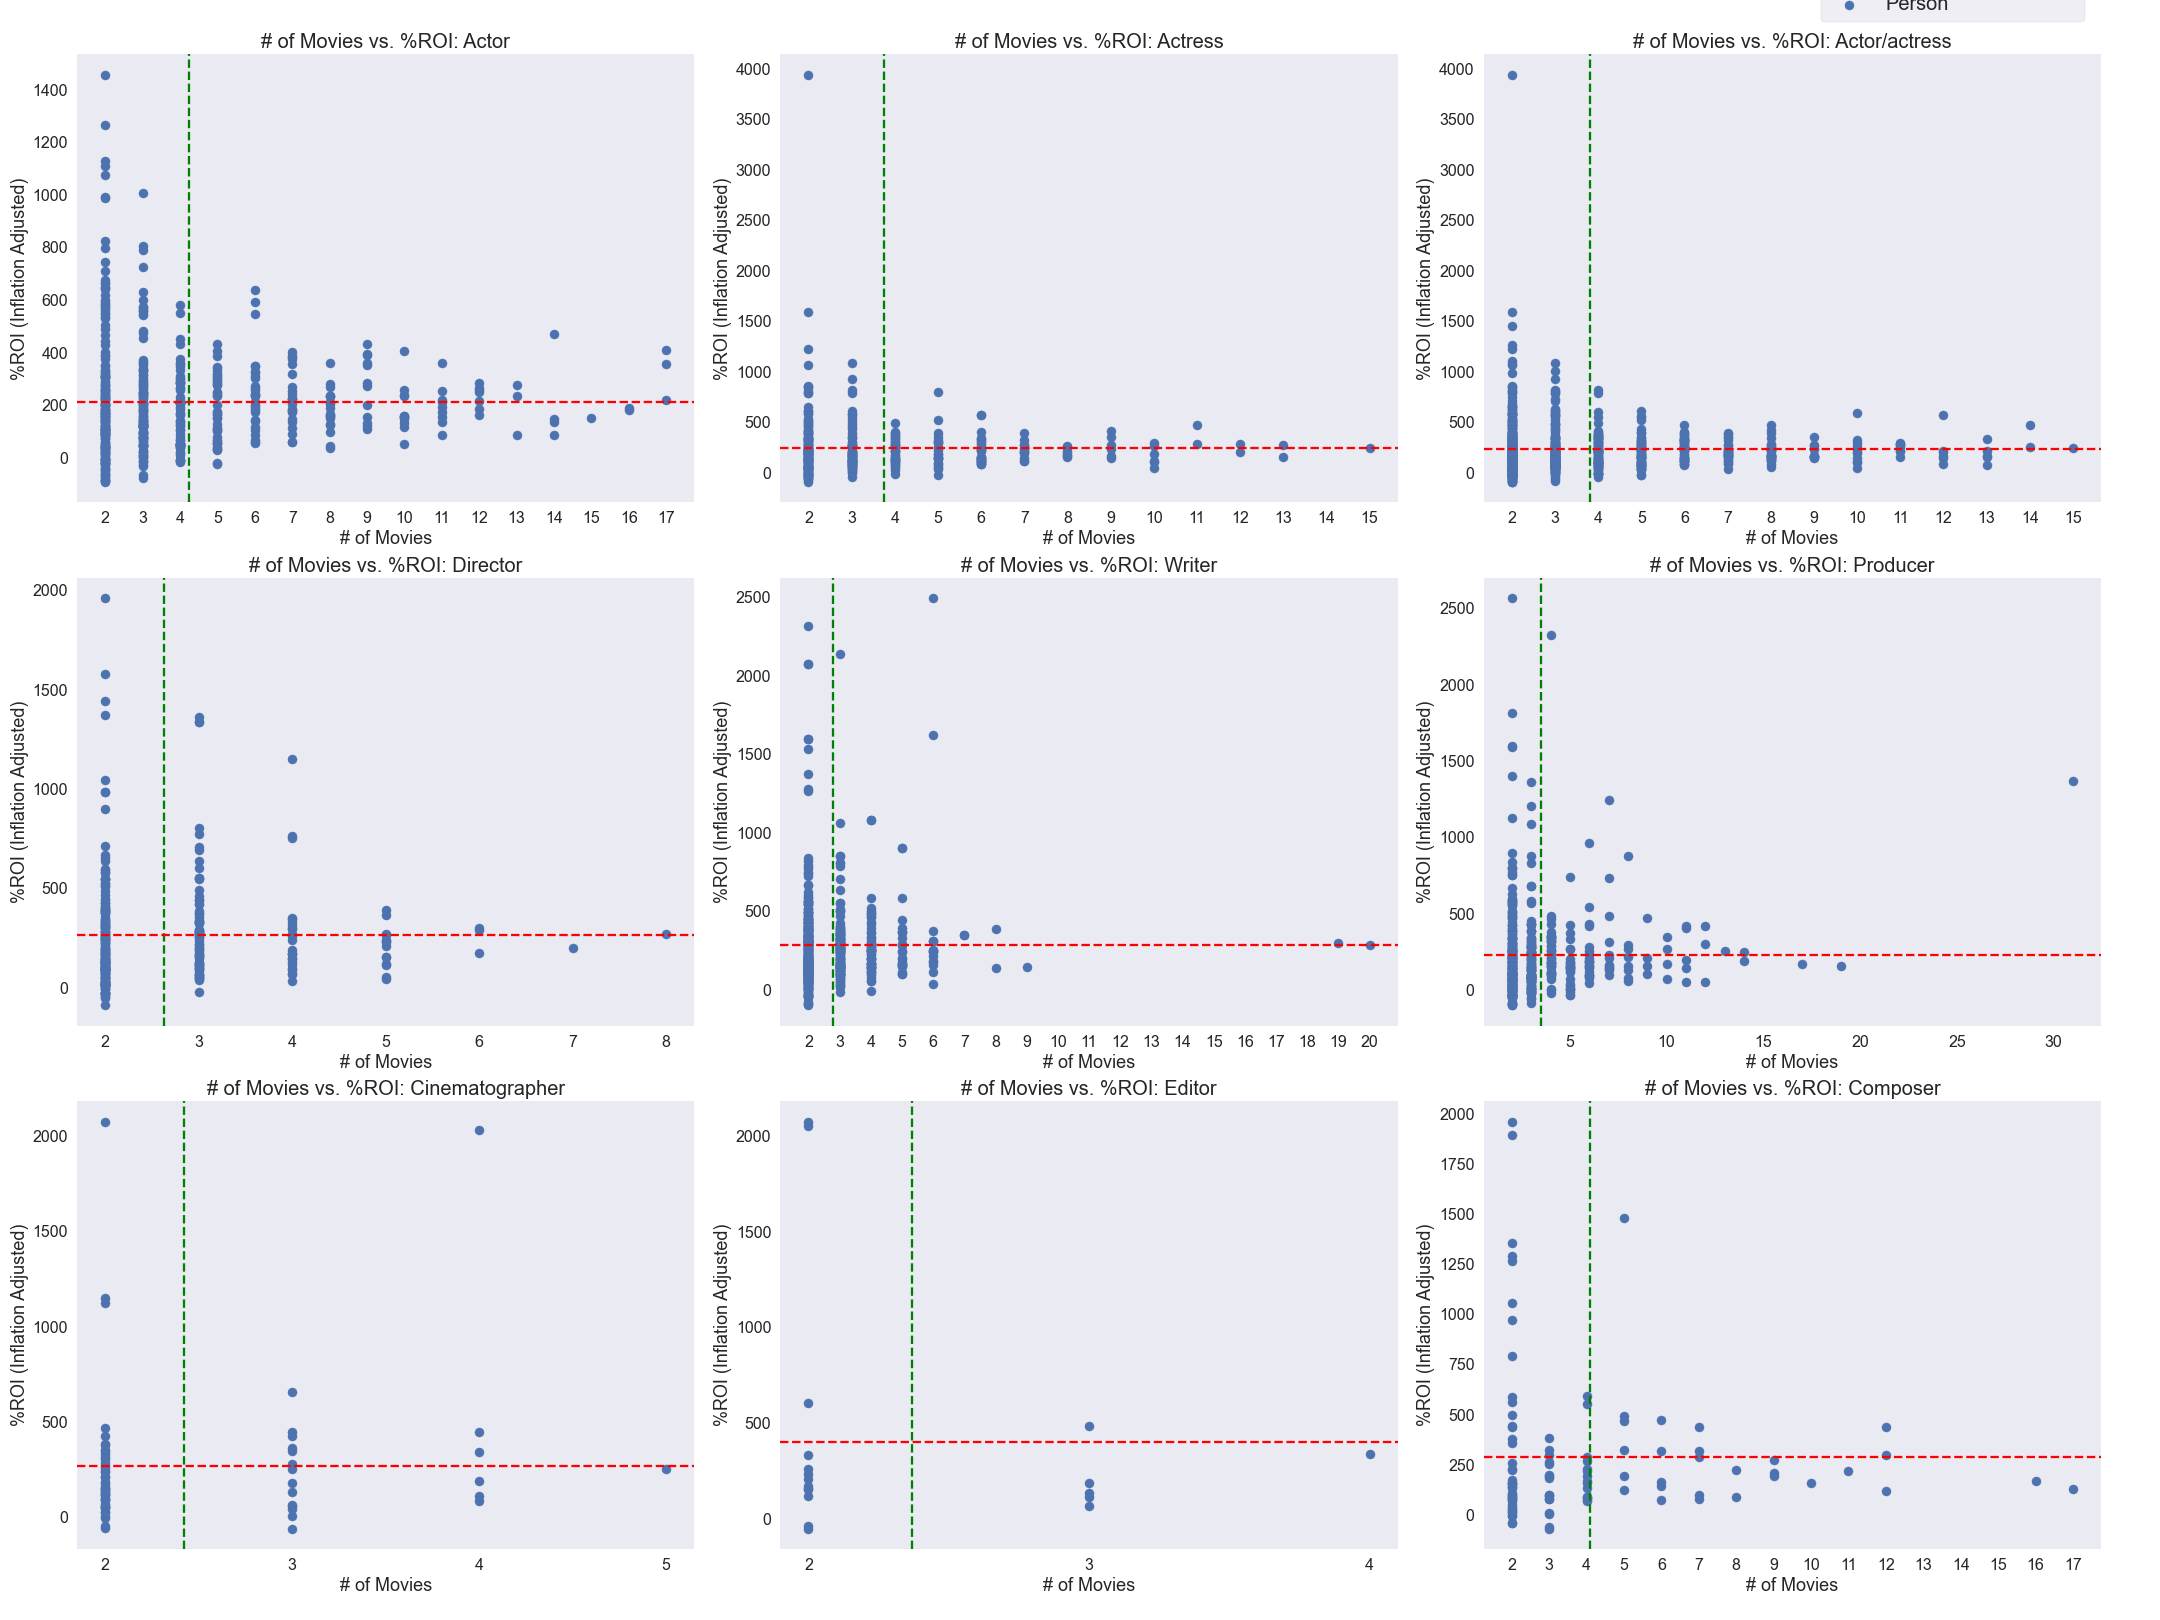 Person
# of Movies vs. %ROI: Actor
%ROI (Inflation Adjusted)
1400
1200
1000
800
600
400
200
0
2 3 4 5 6 7 8 9 10 11 12 13 14 15 16 17
# of Movies
# of Movies vs. %ROI: Actress
%ROI (Inflation Adjusted)
4000
3500
3000
2500
2000
1500
1000
500
0
2 3 4 5 6 7 8 9 10 11 12 13 14 15
# of Movies
# of Movies vs. %ROI: Actor/actress
%ROI (Inflation Adjusted)
4000
3500
3000
2500
2000
1500
1000
500
0
2 3 4 5 6 7 8 9 10 11 12 13 14 15
# of Movies
# of Movies vs. %ROI: Director
%ROI (Inflation Adjusted)
2000
1500
1000
500
0
2 3 4 5 6 7 8
# of Movies
# of Movies vs. %ROI: Writer
%ROI (Inflation Adjusted)
2500
2000
1500
1000
500
0
2 3 4 5 6 7 8 9 10 11 12 13 14 15 16 17 18 19 20
# of Movies
# of Movies vs. %ROI: Producer
%ROI (Inflation Adjusted)
2500
2000
1500
1000
500
0
5 10 15 20 25 30
# of Movies
# of Movies vs. %ROI: Cinematographer
%ROI (Inflation Adjusted)
2000
1500
1000
500
0
2 3 4 5
# of Movies
# of Movies vs. %ROI: Editor
%ROI (Inflation Adjusted)
2000
1500
1000
500
0
2 3 4
# of Movies
# of Movies vs. %ROI: Composer
%ROI (Inflation Adjusted)
2000
1750
1500
1250
1000
750
500
250
0
2 3 4 5 6 7 8 9 10 11 12 13 14 15 16 17
# of Movies